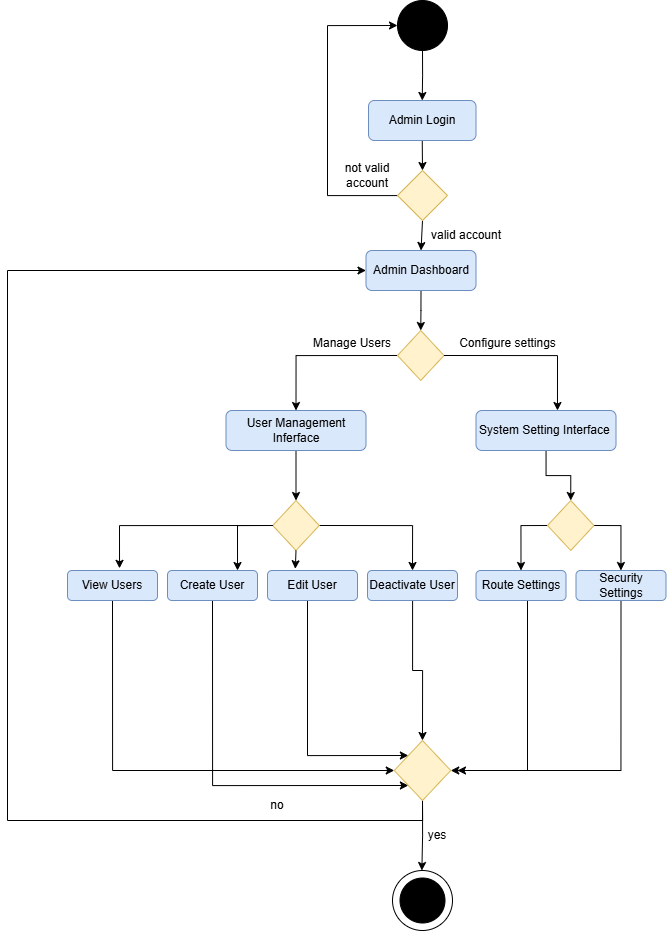 Admin Login
not valid
account
valid account
Admin Dashboard
Manage Users
Configure settings
User Management
Inferface
System Setting Interface
View Users
Create User
Edit User
Deactivate User
Route Settings
Security
Settings
no
yes